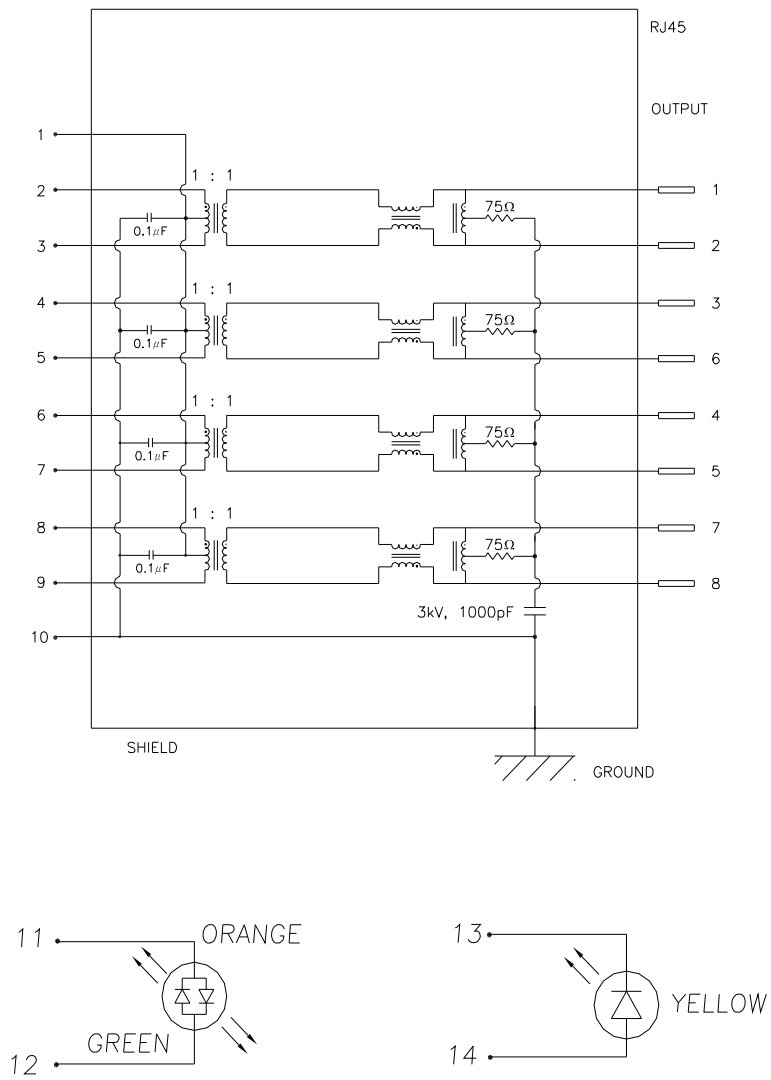 RJ45
OUTPUT
1
1 : 1
2
75Ω
1
0.1μF
3
2
1 : 1
4
75Ω
3
0.1μF
5
6
1 : 1
6
75Ω
4
0.1μF
7
5
1 : 1
8
75Ω
7
0.1μF
9
8
3kV, 1000pF
10
SHIELD
GROUND
11
ORANGE
13
YELLOW
GREEN
12
14